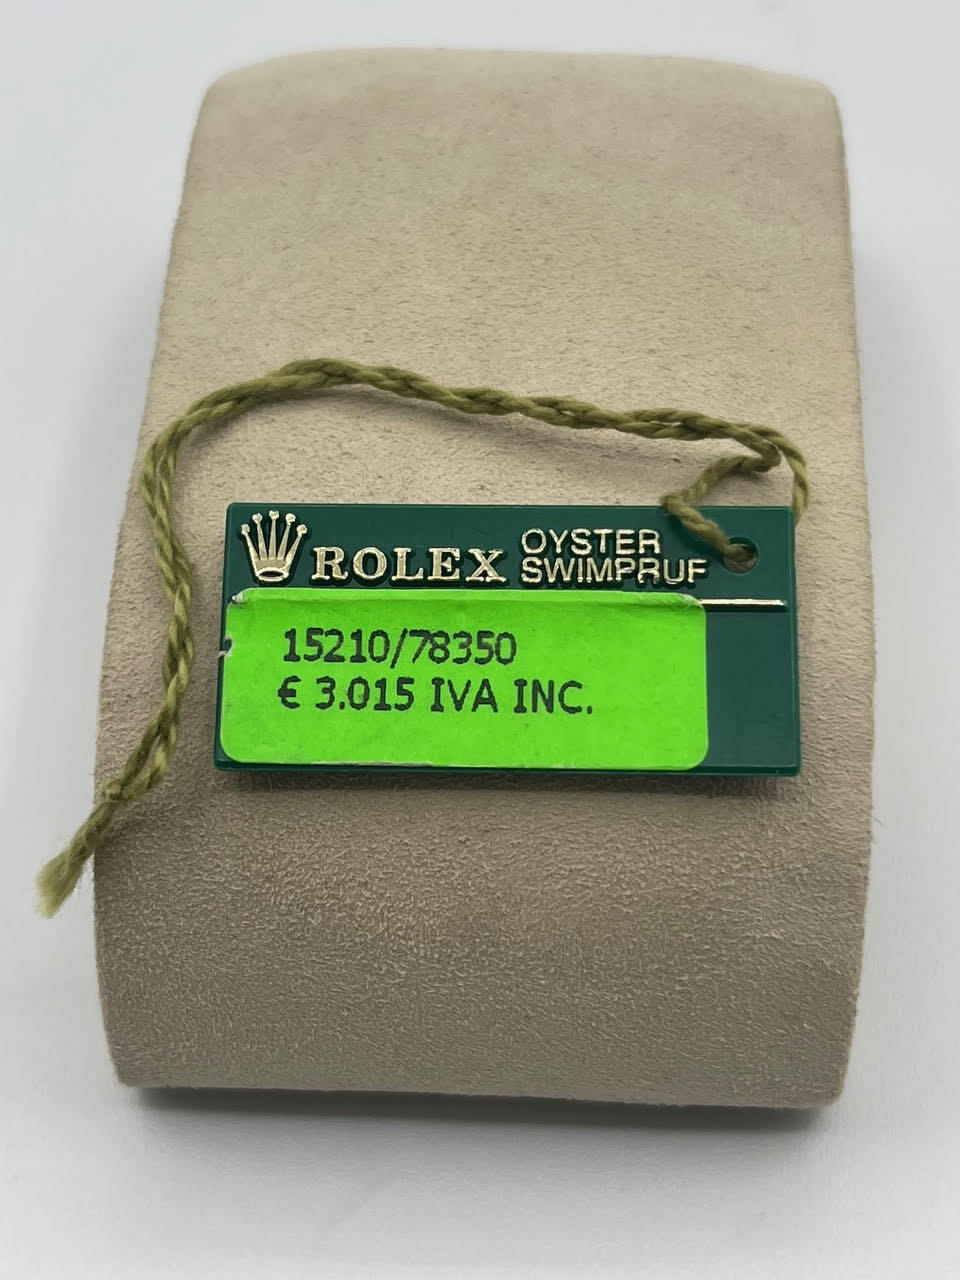 ROLEX OYSTER
SWIMPRUF
15210/78350
€ 3.015 IVA INC.